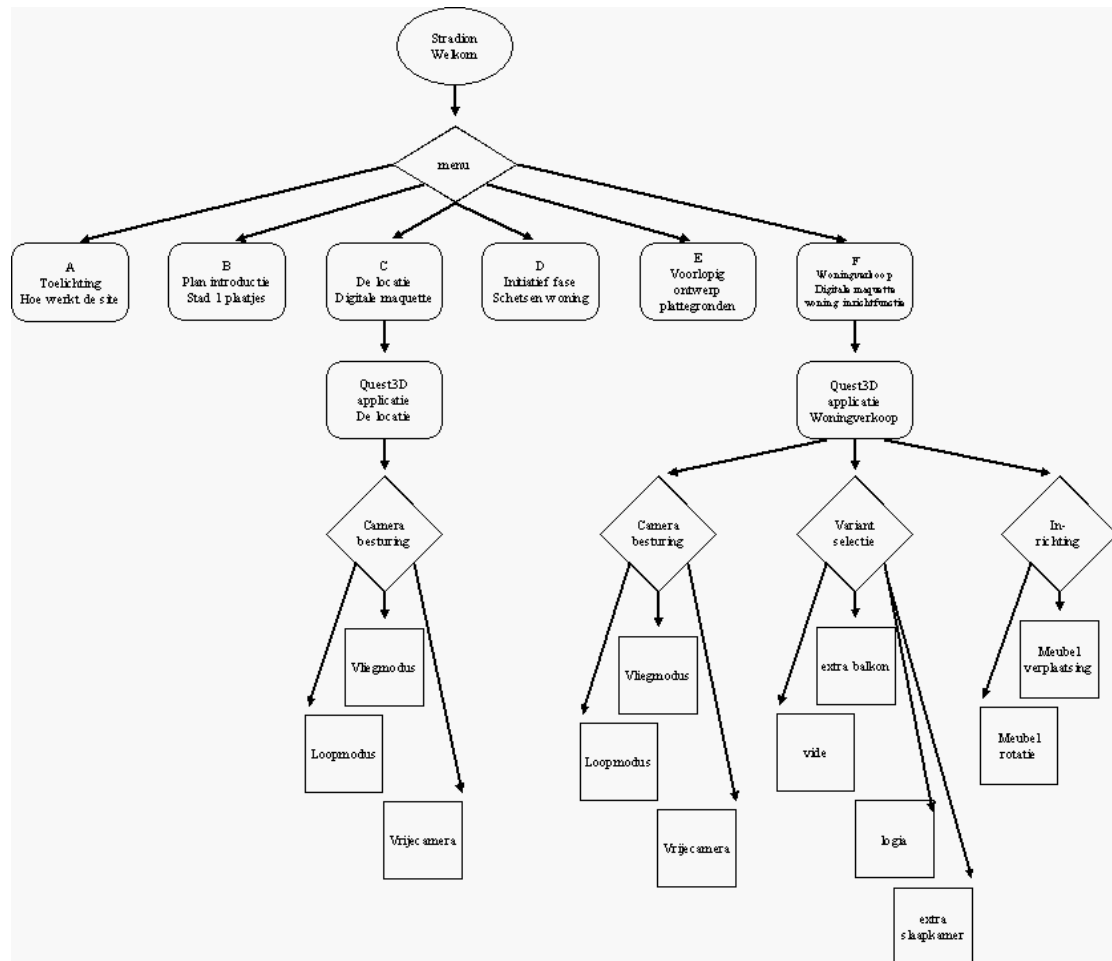 Stradion
Welkom
menu
A
Toelichting
Hoe werkt de site
B
Plan introductie
Stad 1 plaatjes
C
De locatie
Digitale maquette
D
Initiatief fase
Schetsen woning
E
Voorlopig
ontwerp
plattegronden
F
Woningverkoop
Digitale maquette
woning inrichtfunctie
Quest3D
applicatie
De locatie
Quest3D
applicatie
Woningverkoop
Camera
besturing
Camera
besturing
Variant
selectie
In-
richting
Vliegmodus
Loopmodus
Vrijecamera
Vliegmodus
Loopmodus
Vrijecamera
extra balkon
vide
logia
extra
slaapkamer
Meubel
verplaatsing
Meubel
rotatie